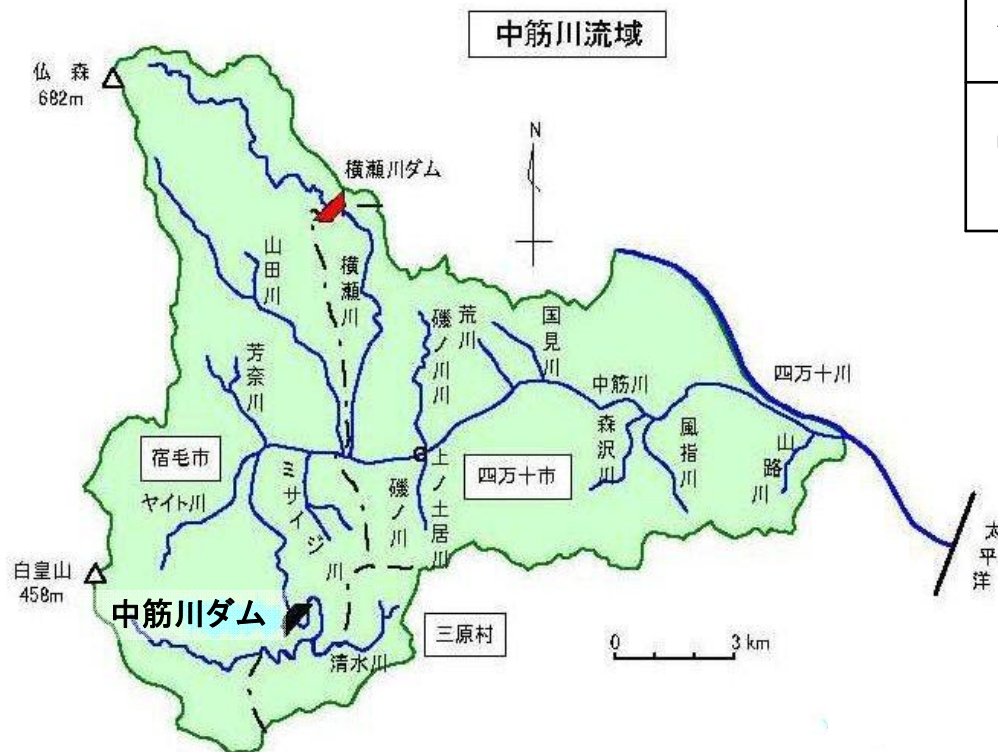 中筋川流域
仏 森
682m
N
横瀬川ダム
山田川
横瀬川
磯ノ川川
荒川
国見川
芳奈川
中筋川
四万十川
森沢川
風指川
山路川
宿毛市
ミサイジ川
磯ノ川
上ノ土居川
四万十市
ヤイト川
太平洋
白皇山
458m
中筋川ダム
三原村
清水川
0 3 km